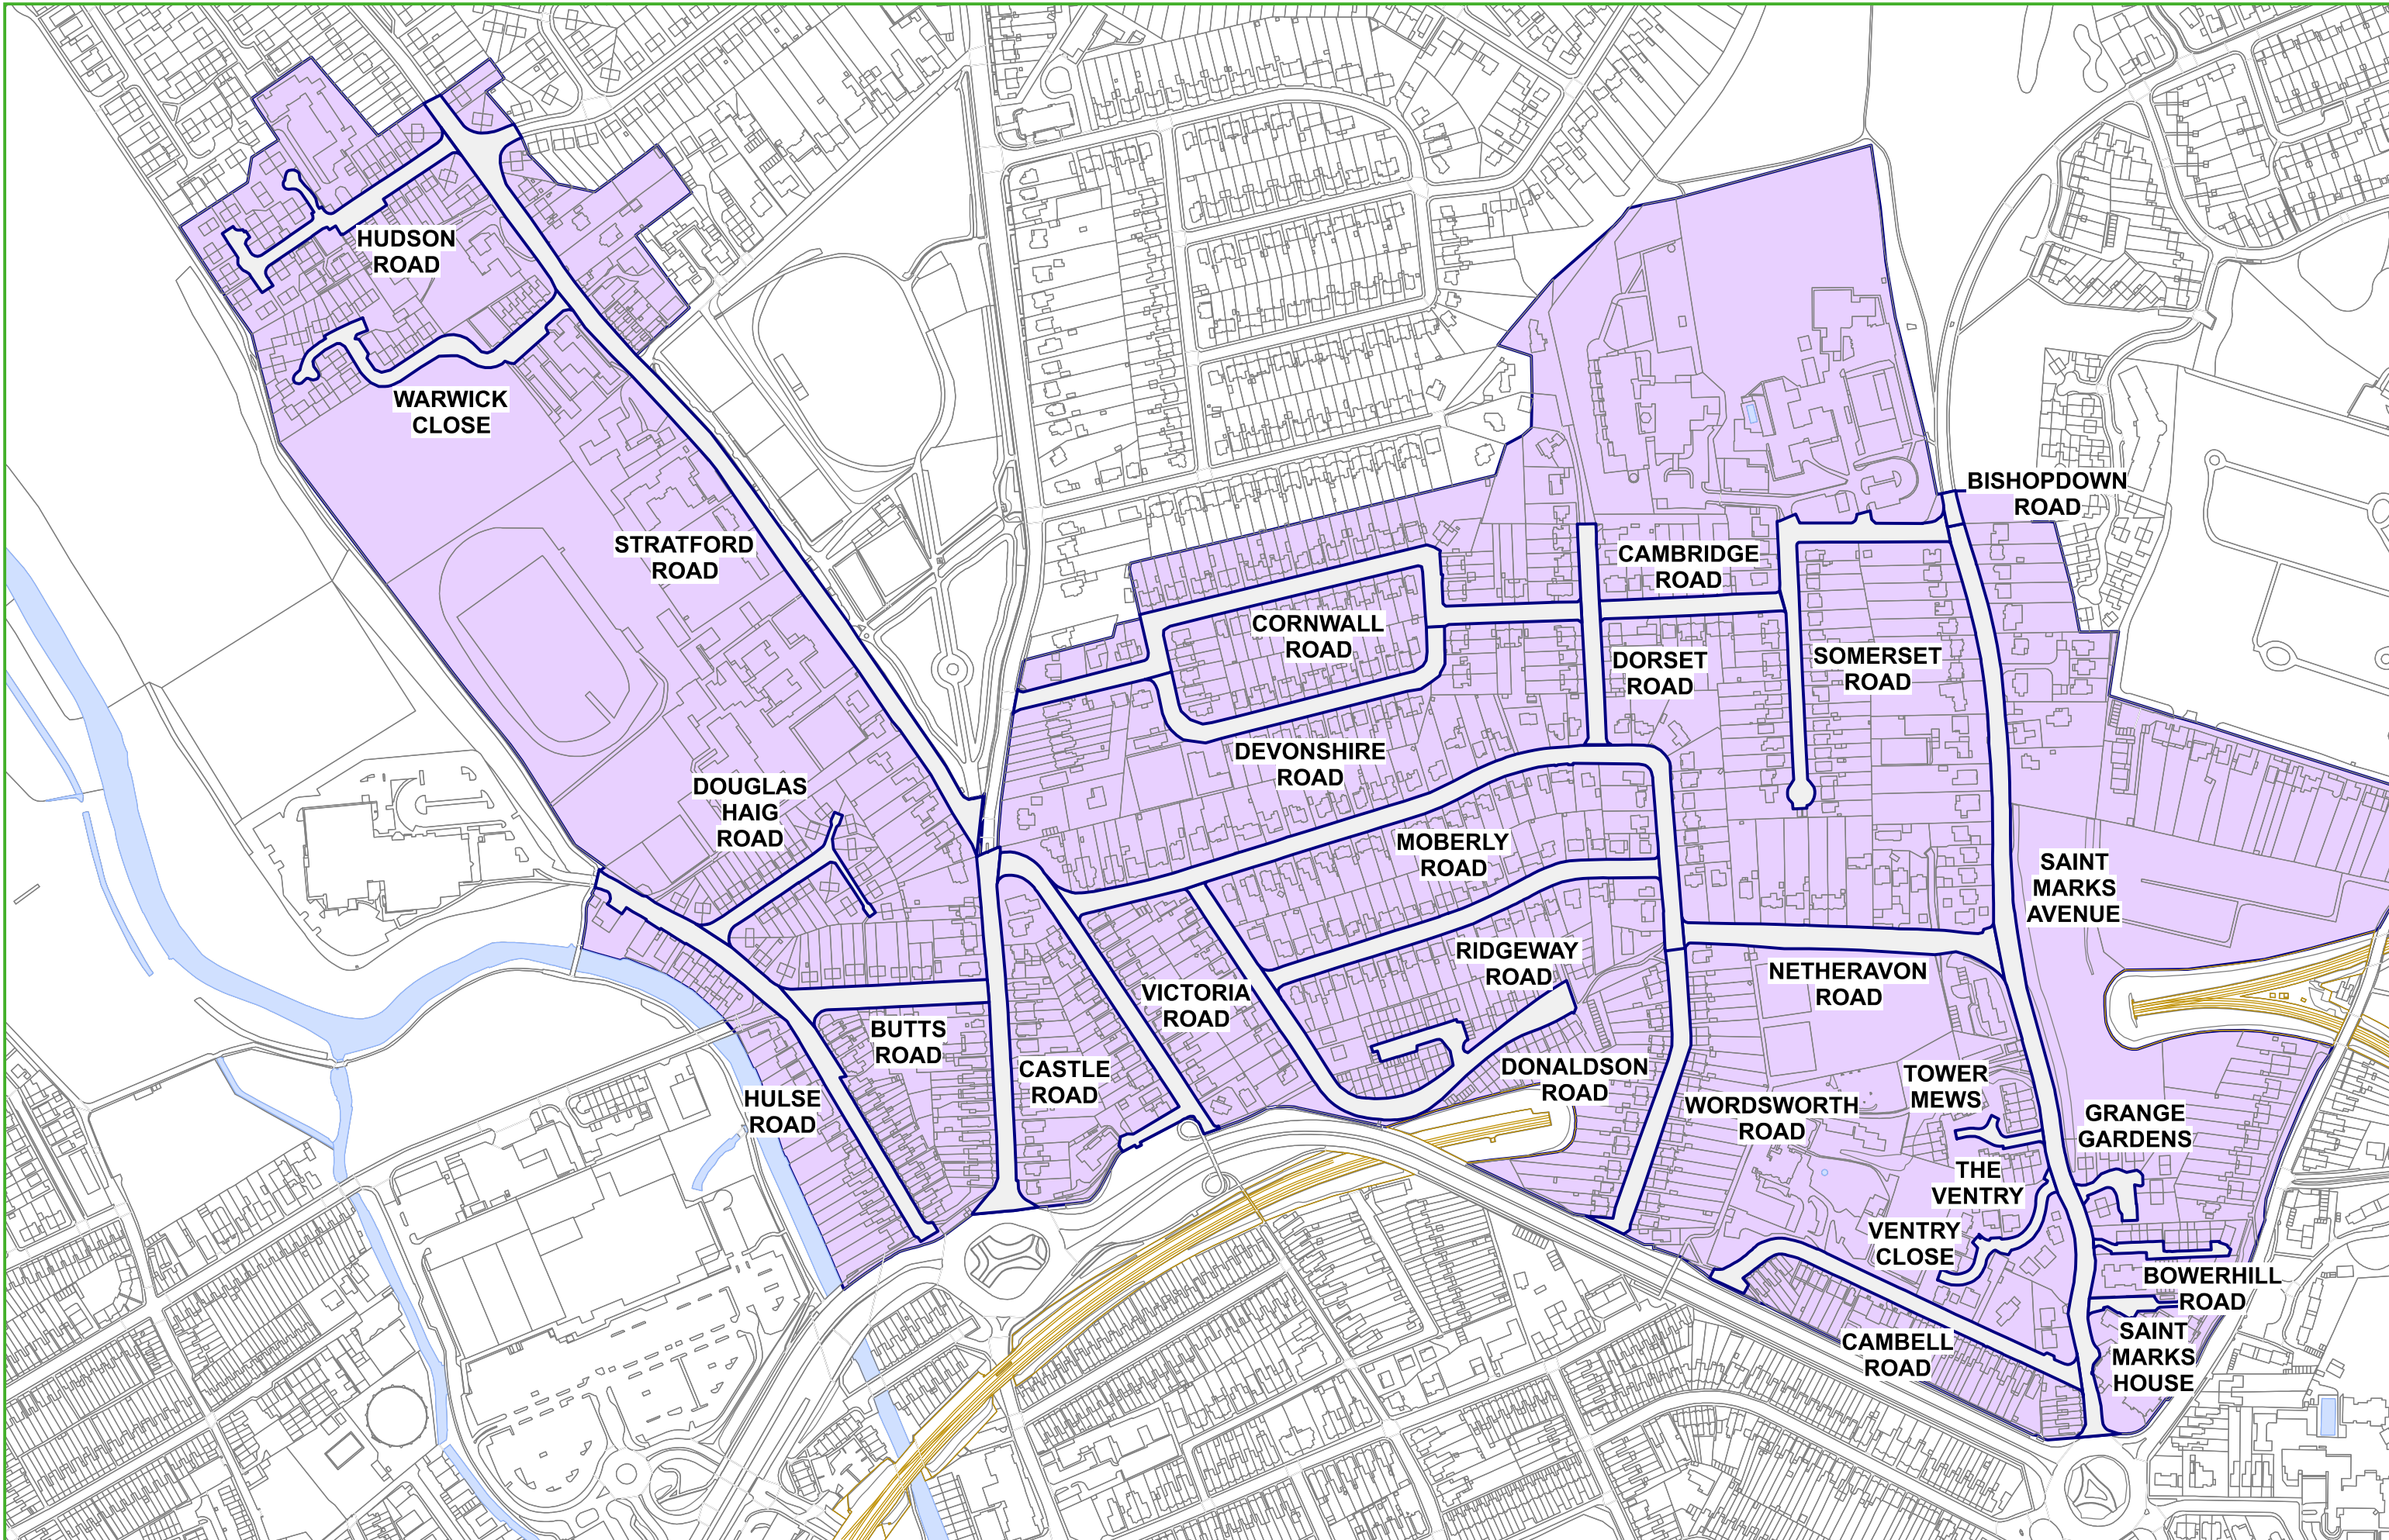 HUDSON
ROAD
WARWICK
CLOSE
STRATFORD
ROAD
BISHOPDOWN
ROAD
CAMBRIDGE
ROAD
CORNWALL
ROAD
DORSET
ROAD
SOMERSET
ROAD
DEVONSHIRE
ROAD
DOUGLAS
HAIG
ROAD
MOBERLY
ROAD
SAINT
MARKS
AVENUE
RIDGEWAY
ROAD
NETHERAVON
ROAD
VICTORIA
ROAD
BUTTS
ROAD
CASTLE
ROAD
HULSE
ROAD
DONALDSON
ROAD
WORDSWORTH
ROAD
TOWER
MEWS
GRANGE
GARDENS
THE
VENTRY
VENTRY
CLOSE
BOWERHILL
ROAD
CAMBELL
ROAD
SAINT
MARKS
HOUSE